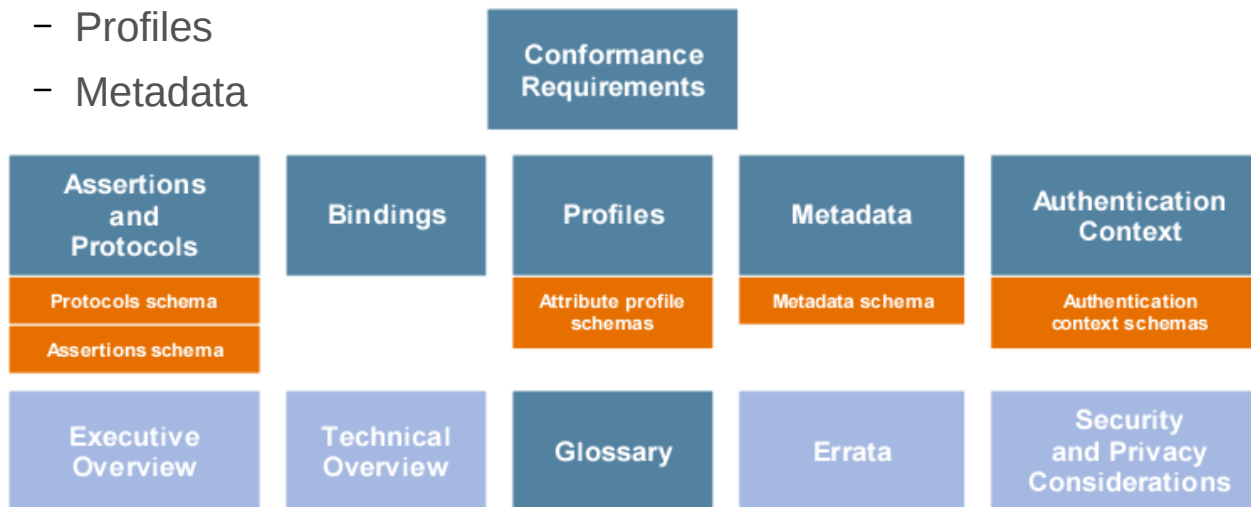 – Profiles
– Metadata
Conformance
Requirements
Assertions
and
Protocols
Protocols schema
Assertions schema
Bindings
Profiles
Attribute profile
schemas
Metadata
Metadata schema
Authentication
Context
Authentication
context schemas
Executive
Overview
Technical
Overview
Glossary
Errata
Security
and Privacy
Considerations